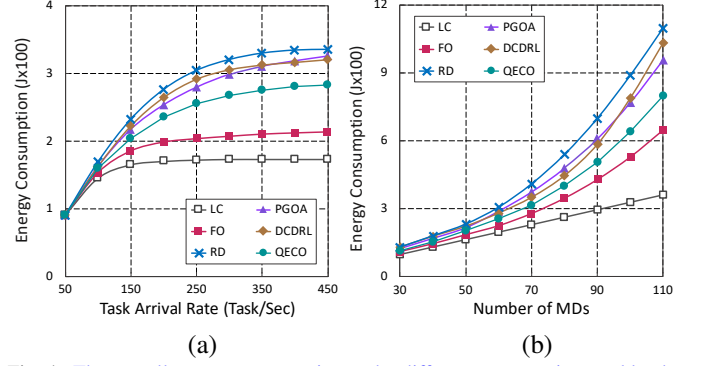 4
3
2
1
0
Energy Consumption (Jx100)
LC
PGOA
FO
DCDRL
RD
QECO
50
150
250
350
450
Task Arrival Rate (Task/Sec)
(a)
12
9
6
3
0
Energy Consumption (Jx100)
LC
PGOA
FO
DCDRL
RD
QECO
30
50
70
90
110
Number of MDs
(b)